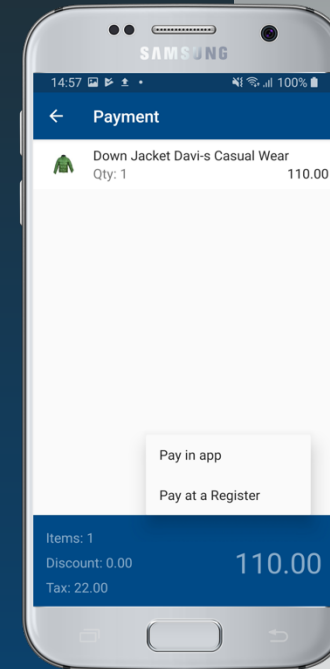 SAMSUNG
14:57 100%
Payment
Down Jacket Davi-s Casual Wear
Qty: 1 110.00
Pay in app
Pay at a Register
Items: 1
Discount: 0.00 110.00
Tax: 22.00